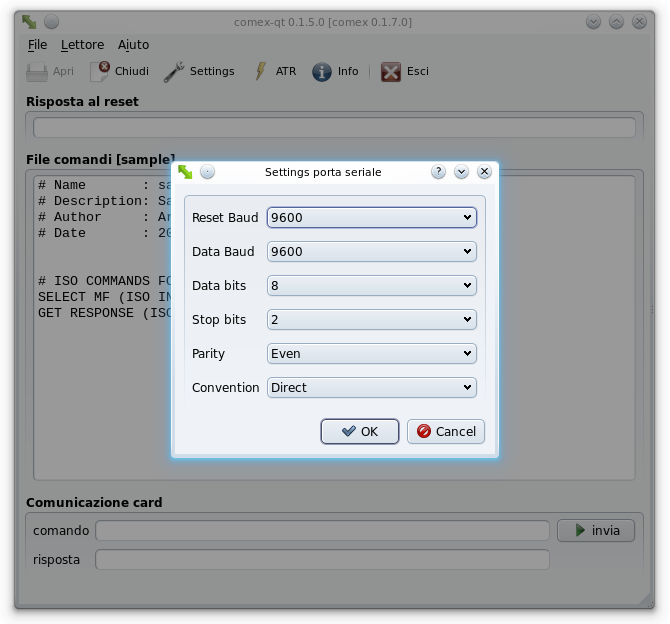 comex-qt 0.1.5.0 [comex 0.1.7.0]
File Lettore Aiuto
Apri Chiudi Settings ATR Info Esci
Risposta al reset
File comandi [sample]
# Name : sa
# Description: Sa
# Author : Ar
# Date : 20
# ISO COMMANDS FO
SELECT MF (ISO IN
GET RESPONSE (ISO
Settings porta seriale
Reset Baud 9600
Data Baud 9600
Data bits 8
Stop bits 2
Parity Even
Convention Direct
OK Cancel
Comunicazione card
comando invia
risposta